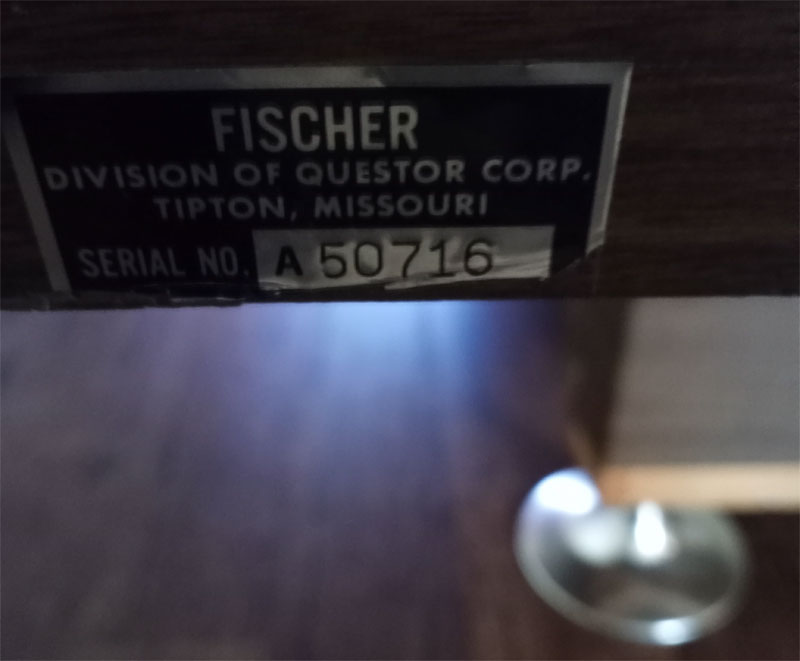 FISCHER
DIVISION OF QUESTOR CORP.
TIPTON, MISSOURI
SERIAL NO. A 50716